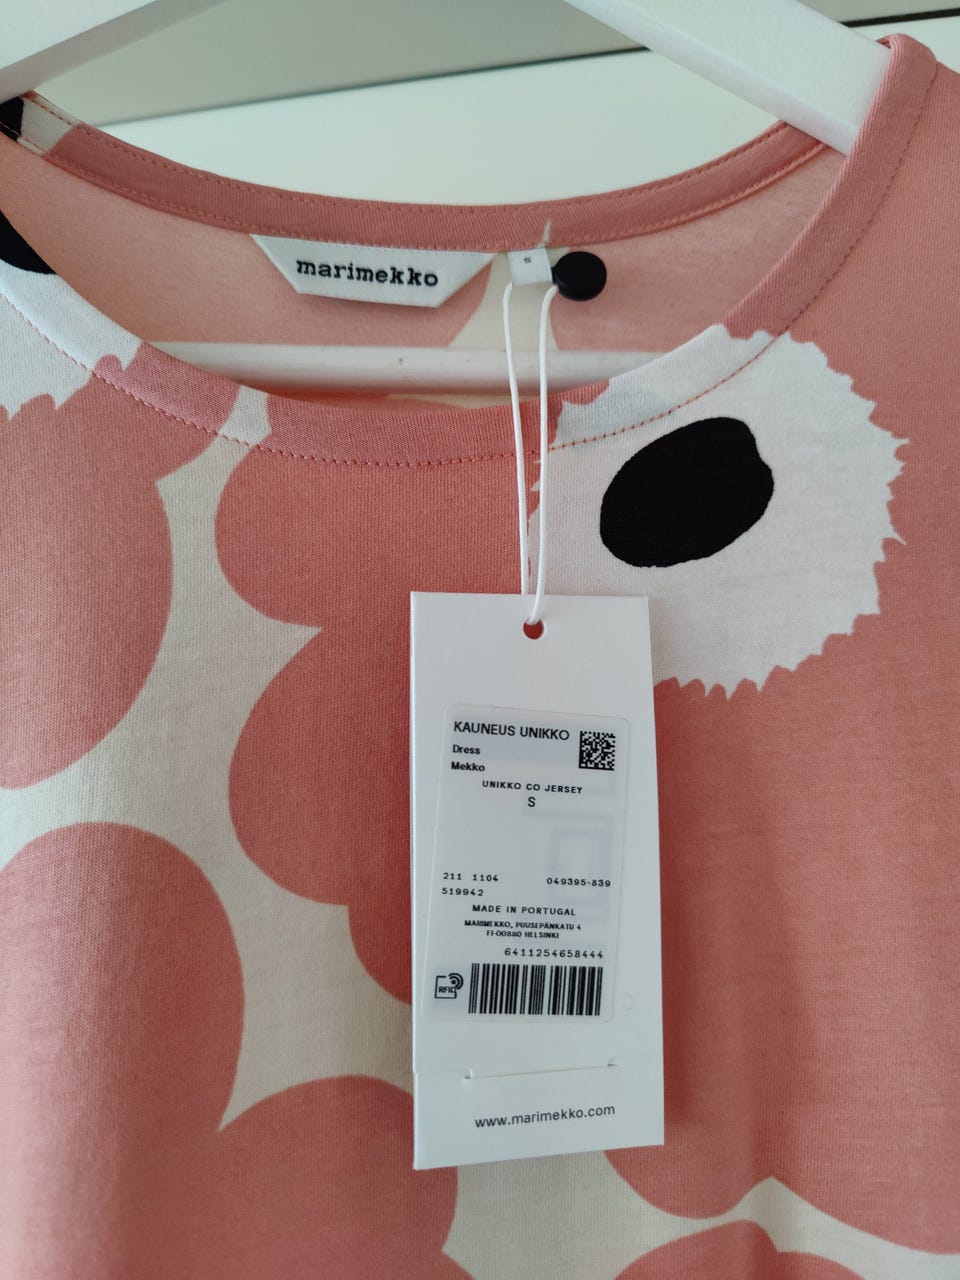 marimekko
S
KAUNEUS UNIKKO
Dress
Mekko
UNIKKO CO JERSEY
S
211 1104 049395-839
519942
MADE IN PORTUGAL
MARIMEKKO, PUUSEPÄNKATU 4
FI-00880 HELSINKI
6411254658444
RFID
www.marimekko.com